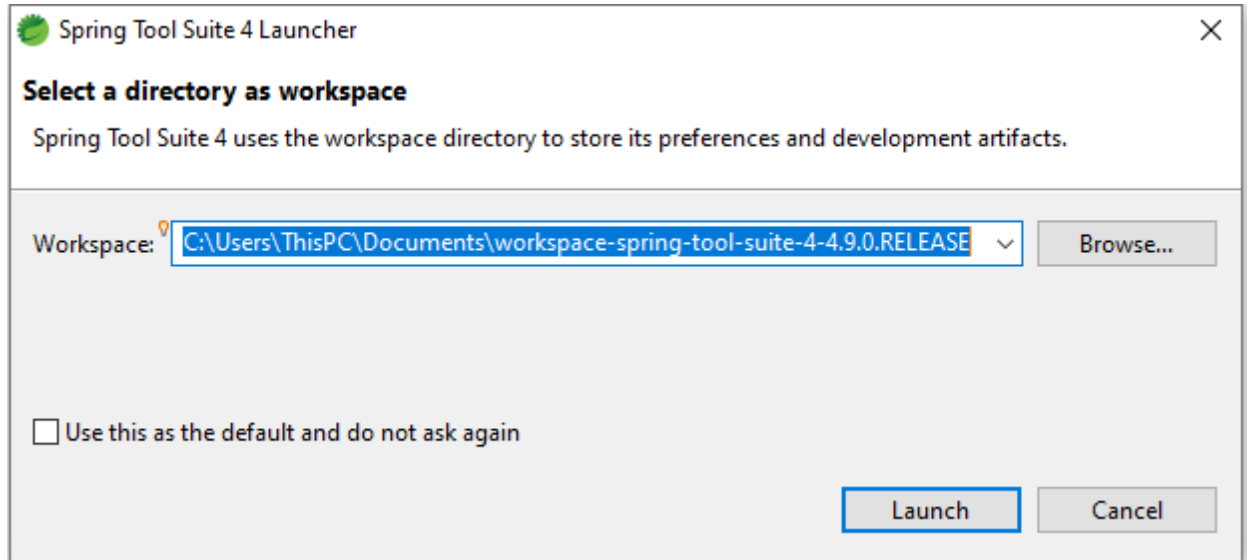 Spring Tool Suite 4 Launcher
Select a directory as workspace
Spring Tool Suite 4 uses the workspace directory to store its preferences and development artifacts.
Workspace: C:\Users\ThisPC\Documents\workspace-spring-tool-suite-4-4.9.0.RELEASE Browse...
Use this as the default and do not ask again
Launch Cancel